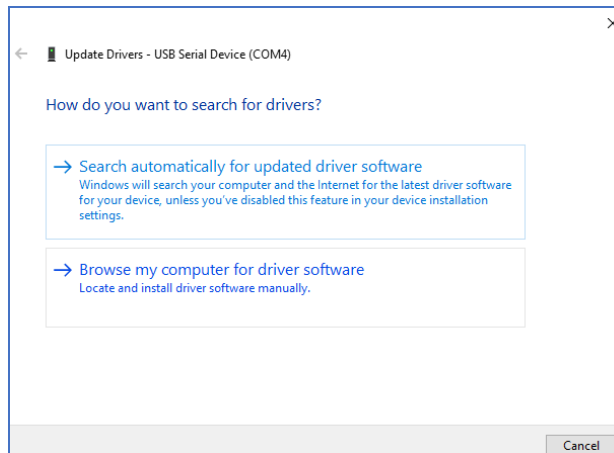 Update Drivers - USB Serial Device (COM4)
How do you want to search for drivers?
Search automatically for updated driver software
Windows will search your computer and the Internet for the latest driver software
for your device, unless you've disabled this feature in your device installation
settings.
Browse my computer for driver software
Locate and install driver software manually.
Cancel